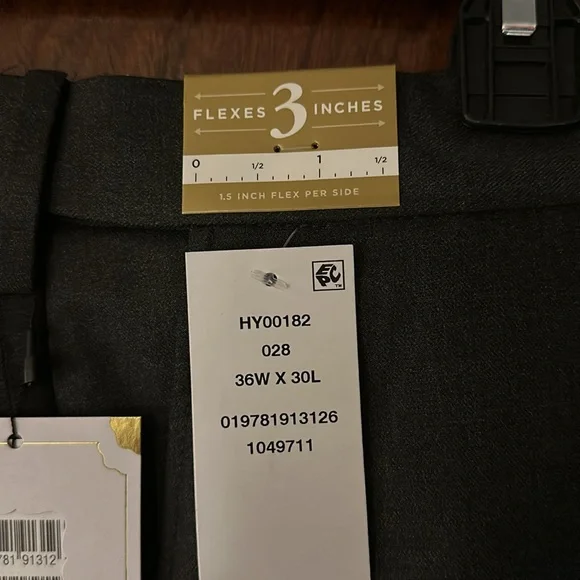 FLEXES 3 INCHES
0 1/2 1 1/2
1.5 INCH FLEX PER SIDE
EPC™
HY00182
028
36W X 30L
019781913126
1049711
781 91312